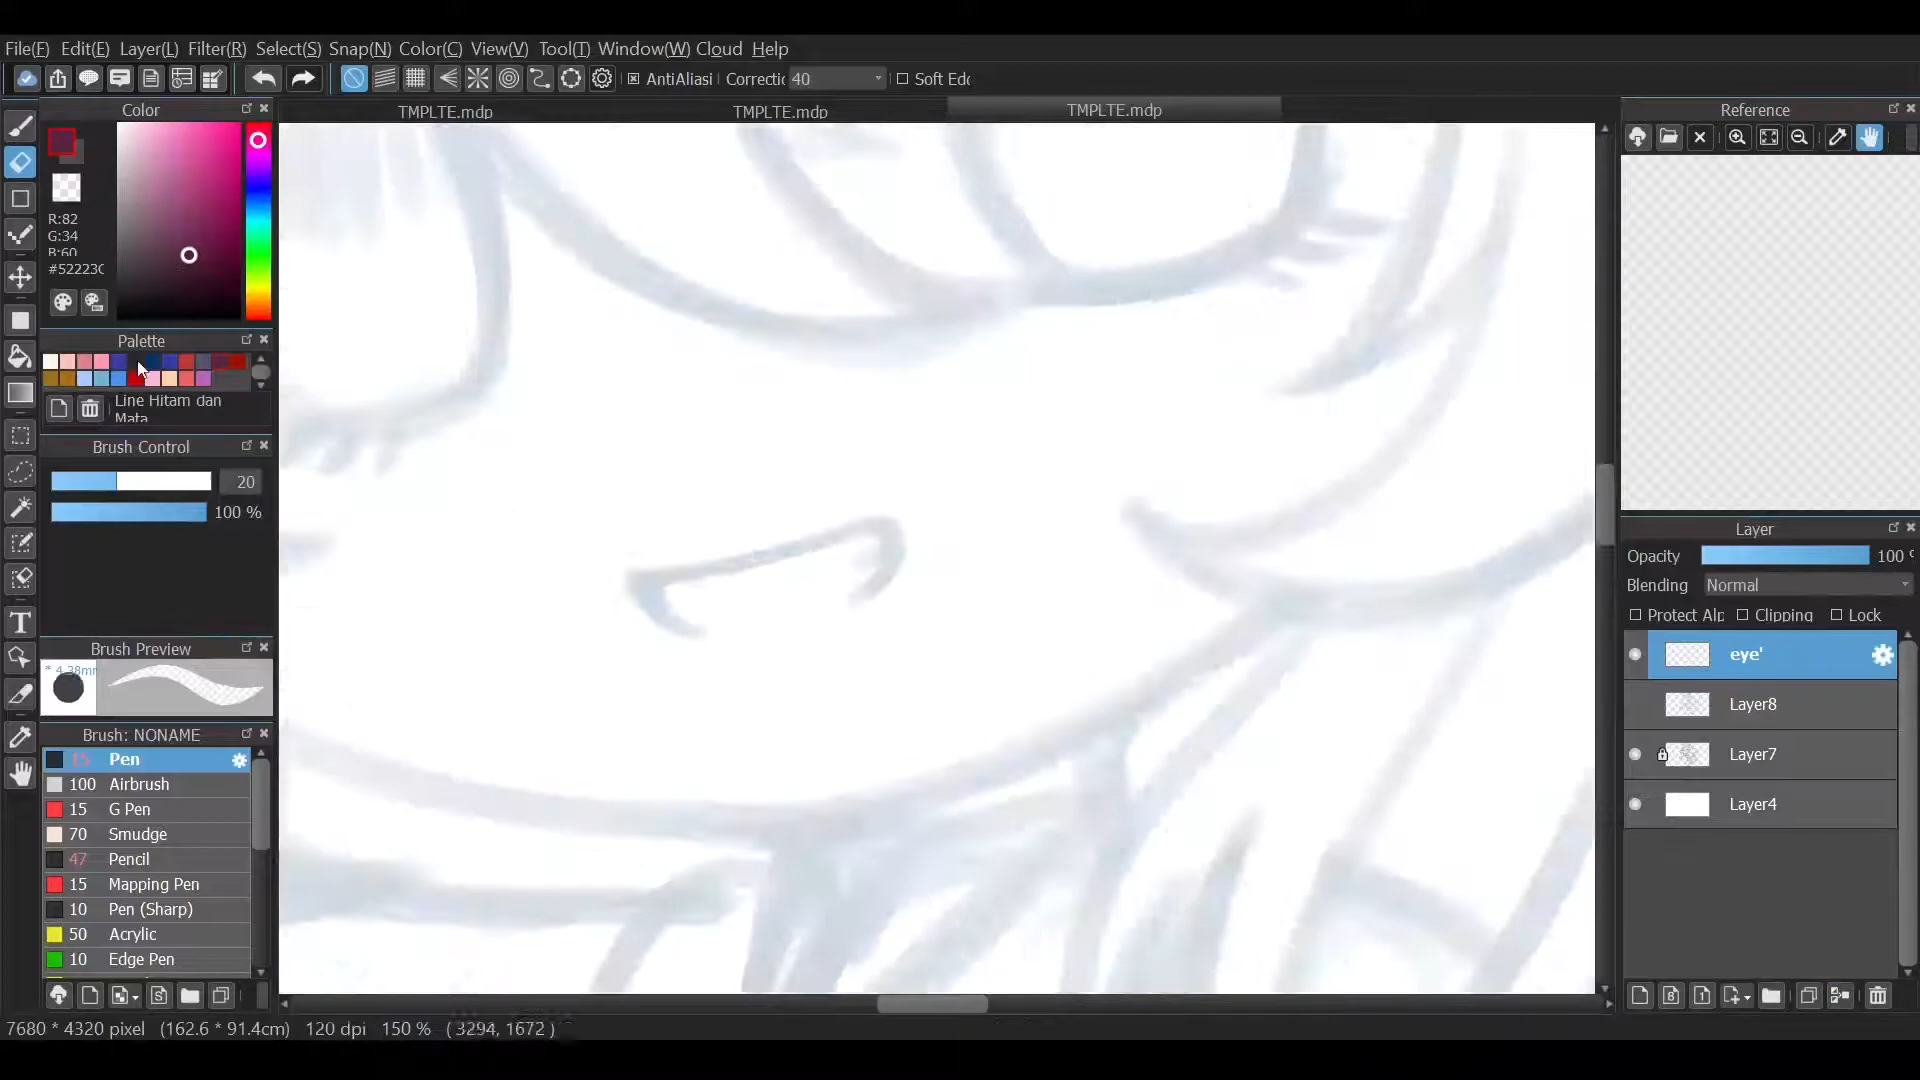 File(F) Edit(E) Layer(L) Filter(R) Select(S) Snap(N) Color(C) View(V) Tool(T) Window(W) Cloud Help
AntiAliasi Correctic 40 Soft Edc
Color
TMPLTE.mdp TMPLTE.mdp TMPLTE.mdp
Reference
R:82
G:34
B:60
#52223C
Palette
Line Hitam dan
Mata
Brush Control
20
100 %
Brush Preview
* 4.38mm
Brush: NONAME
15 Pen
100 Airbrush
15 G Pen
70 Smudge
47 Pencil
15 Mapping Pen
10 Pen (Sharp)
50 Acrylic
10 Edge Pen
Layer
Opacity 100 %
Blending Normal
Protect Alp Clipping Lock
eye'
Layer8
Layer7
Layer4
7680 * 4320 pixel (162.6 * 91.4cm) 120 dpi 150 % ( 3294, 1672 )